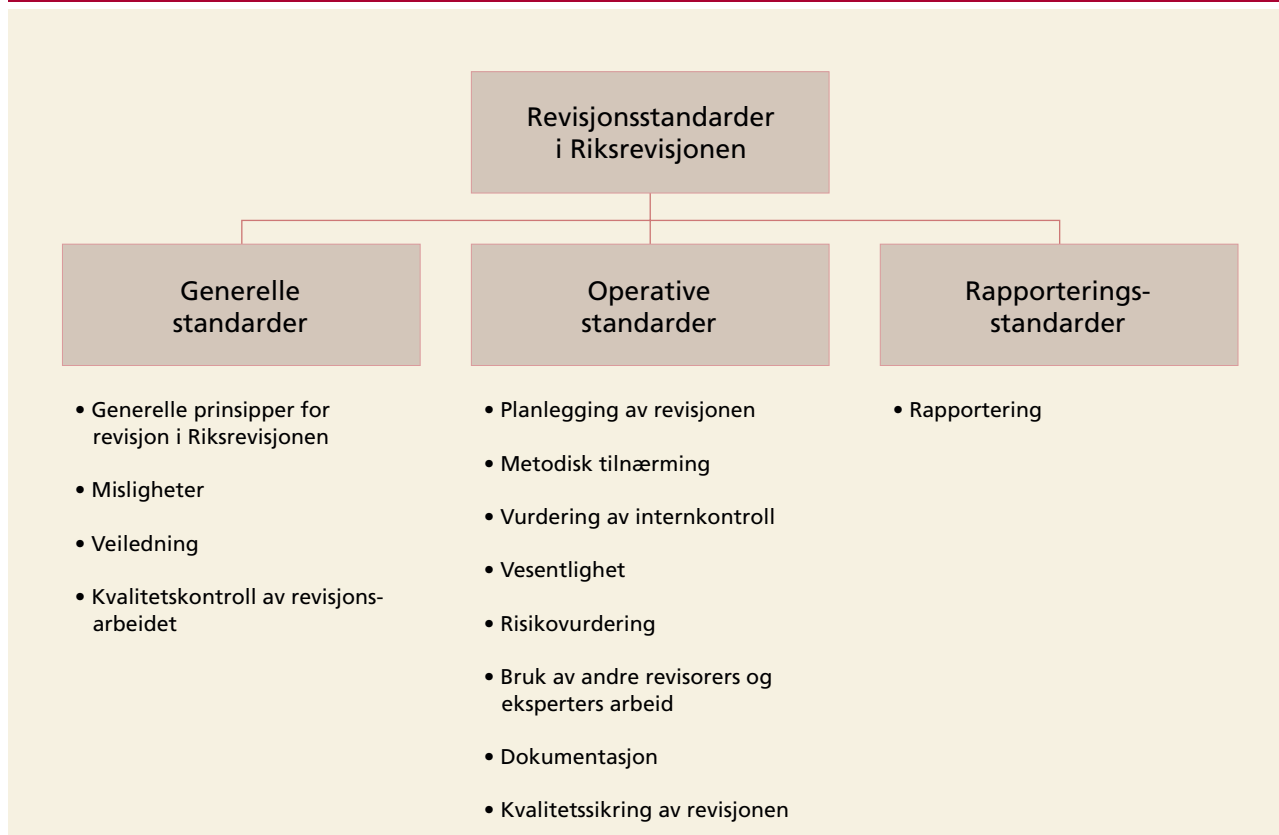 Revisjonsstandarder
i Riksrevisjonen
Generelle
standarder
• Generelle prinsipper for
revisjon i Riksrevisjonen
• Misligheter
• Veiledning
• Kvalitetskontroll av revisjons-
arbeidet
Operative
standarder
• Planlegging av revisjonen
• Metodisk tilnærming
• Vurdering av internkontroll
• Vesentlighet
• Risikovurdering
• Bruk av andre revisorers og
eksperters arbeid
• Dokumentasjon
• Kvalitetssikring av revisjonen
Rapporterings-
standarder
• Rapportering